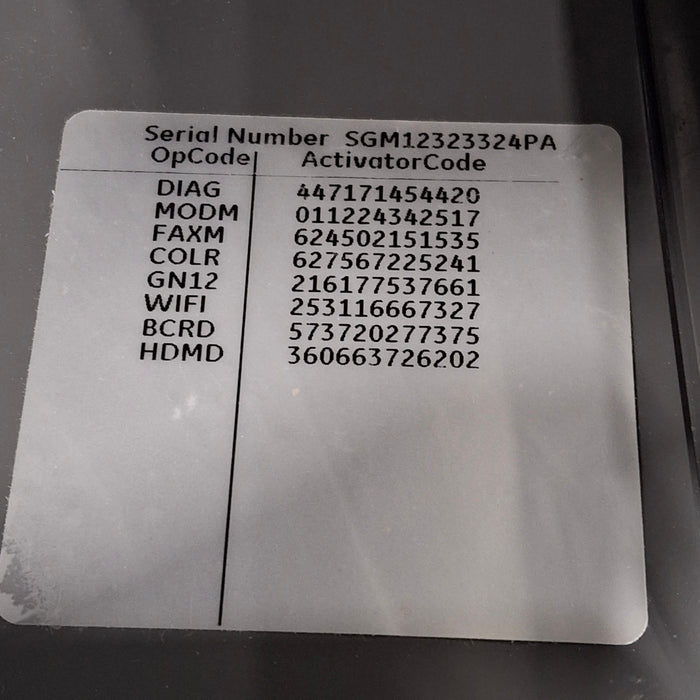 Serial Number SGM12323324PA
OpCode ActivatorCode
DIAG 447171454420
MODM 011224342517
FAXM 624502151535
COLR 627567225241
GN12 216177537661
WIFI 253116667327
BCRD 573720277375
HDMD 360663726202